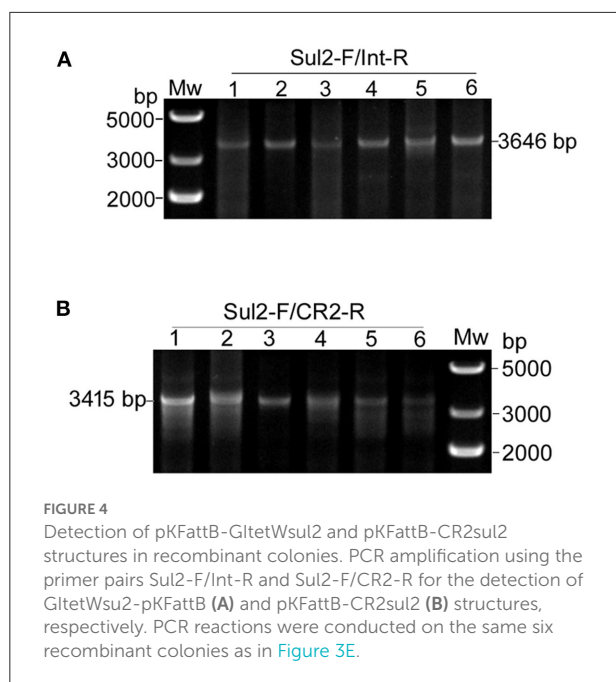 A
Sul2-F/Int-R
bp Mw 1 2 3 4 5 6
5000
3000
2000
3646 bp
B
Sul2-F/CR2-R
1 2 3 4 5 6 Mw bp
3415 bp
5000
3000
2000
FIGURE 4
Detection of pKFattB-GItetWsul2 and pKFattB-CR2sul2
structures in recombinant colonies. PCR amplification using the
primer pairs Sul2-F/Int-R and Sul2-F/CR2-R for the detection of
GItetWsu2-pKFattB (A) and pKFattB-CR2sul2 (B) structures,
respectively. PCR reactions were conducted on the same six
recombinant colonies as in Figure 3E.